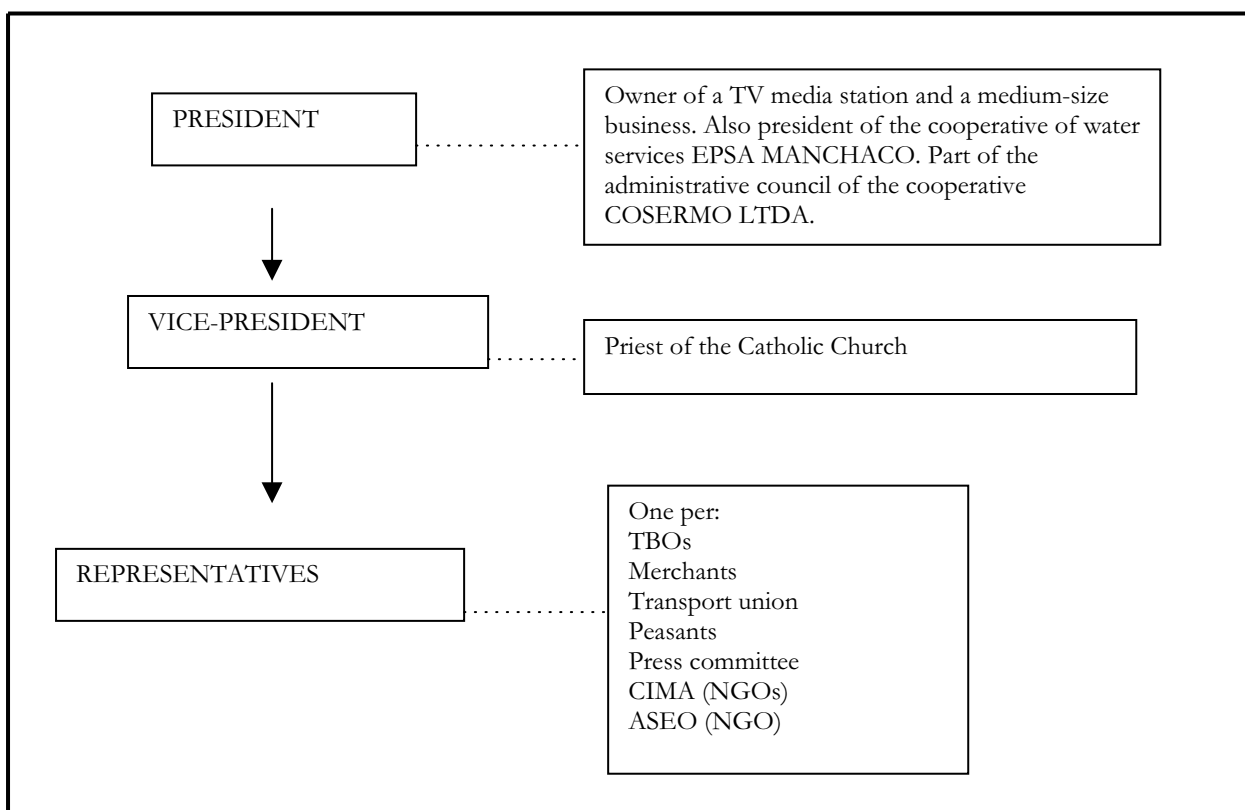 PRESIDENT
Owner of a TV media station and a medium-size
business. Also president of the cooperative of water
services EPSA MANCHACO. Part of the
administrative council of the cooperative
COSERMO LTDA.
VICE-PRESIDENT
Priest of the Catholic Church
REPRESENTATIVES
One per:
TBOs
Merchants
Transport union
Peasants
Press committee
CIMA (NGOs)
ASEO (NGO)